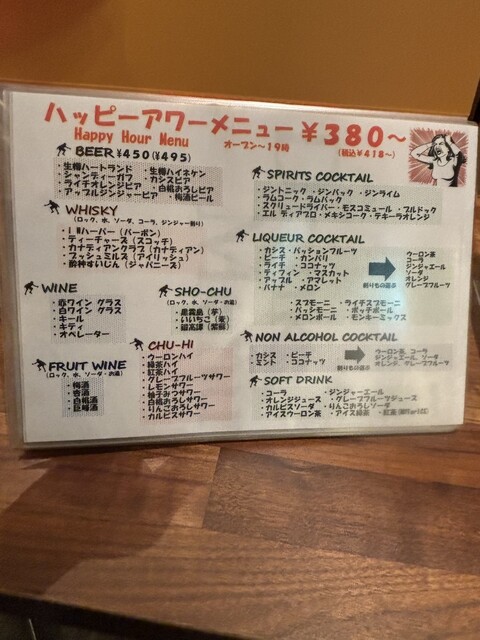 ハッピーアワーメニュー ￥380〜
Happy Hour Menu オープン〜19時 (税込￥418〜)
BEER ¥450(¥495)
・生樽ハートランド ・生樽ハイネケン
・シャンディーガフ ・カシスビア
・ライチオレンジビア ・白桃おろしビア
・アップルジンジャービア ・梅酒ビール
WHISKY
(ロック、水、ソーダ、コーラ、ジンジャー割り)
・I Wハーパー (バーボン)
・ティーチャーズ (スコッチ)
・カナディアンクラブ (カナディアン)
・ブッシュミルズ (アイリッシュ)
・酔神すいじん (ジャパニーズ)
WINE
・赤ワイン グラス
・白ワイン グラス
・キール
・キティ
・オペレーター
SHO-CHU
(ロック、水、ソーダ・お湯)
・黒霧島 (芋)
・いいちこ (麦)
FRUIT WINE
(ロック、水、ソーダ・お湯)
・梅酒
・杏酒
・白桃酒
・巨峰酒
CHU-HI
・ウーロンハイ
・緑茶ハイ
・紅茶ハイ
・グレープフルーツサワー
・レモンサワー
・柚子みつサワー
・白桃おろしサワー
・りんごおろしサワー
・カルピスサワー
SPIRITS COCKTAIL
・ジントニック ・ジンバック ・ジンライム
・ラムコーク・ラムバック
・スクリュードライバー・モスコミュール ・ブルドック
・エル ディアブロ ・メキシコーク ・テキーラオレンジ
LIQUEUR COCKTAIL
・カシス ・パッションフルーツ
・ピーチ ・カンパリ
・ライチ ・ココナッツ
・ティフィン ・マスカット
・アップル ・アマレット
・バナナ ・メロン
割りもの選ぶ
ウーロン茶
コーラ
ジンジャエール
ソーダ
オレンジ
グレープフルーツ
・スプモーニ ・ライチスプモーニ
・パッシモーニ ・ボッチボール
・メロンボール ・モンキーミックス
NON ALCOHOL COCKTAIL
・カシス ・ピーチ
・ミント ・ココナッツ
割りもの選ぶ
ウーロン茶、コーラ
ジンジャエール、ソーダ
オレンジ、グレープフルーツ
SOFT DRINK
・コーラ ・ジンジャーエール
・オレンジジュース ・グレープフルーツジュース
・カルピスソーダ ・りんごおろしソーダ
・アイスウーロン茶 ・アイス緑茶 ・紅茶(HOTorICE)